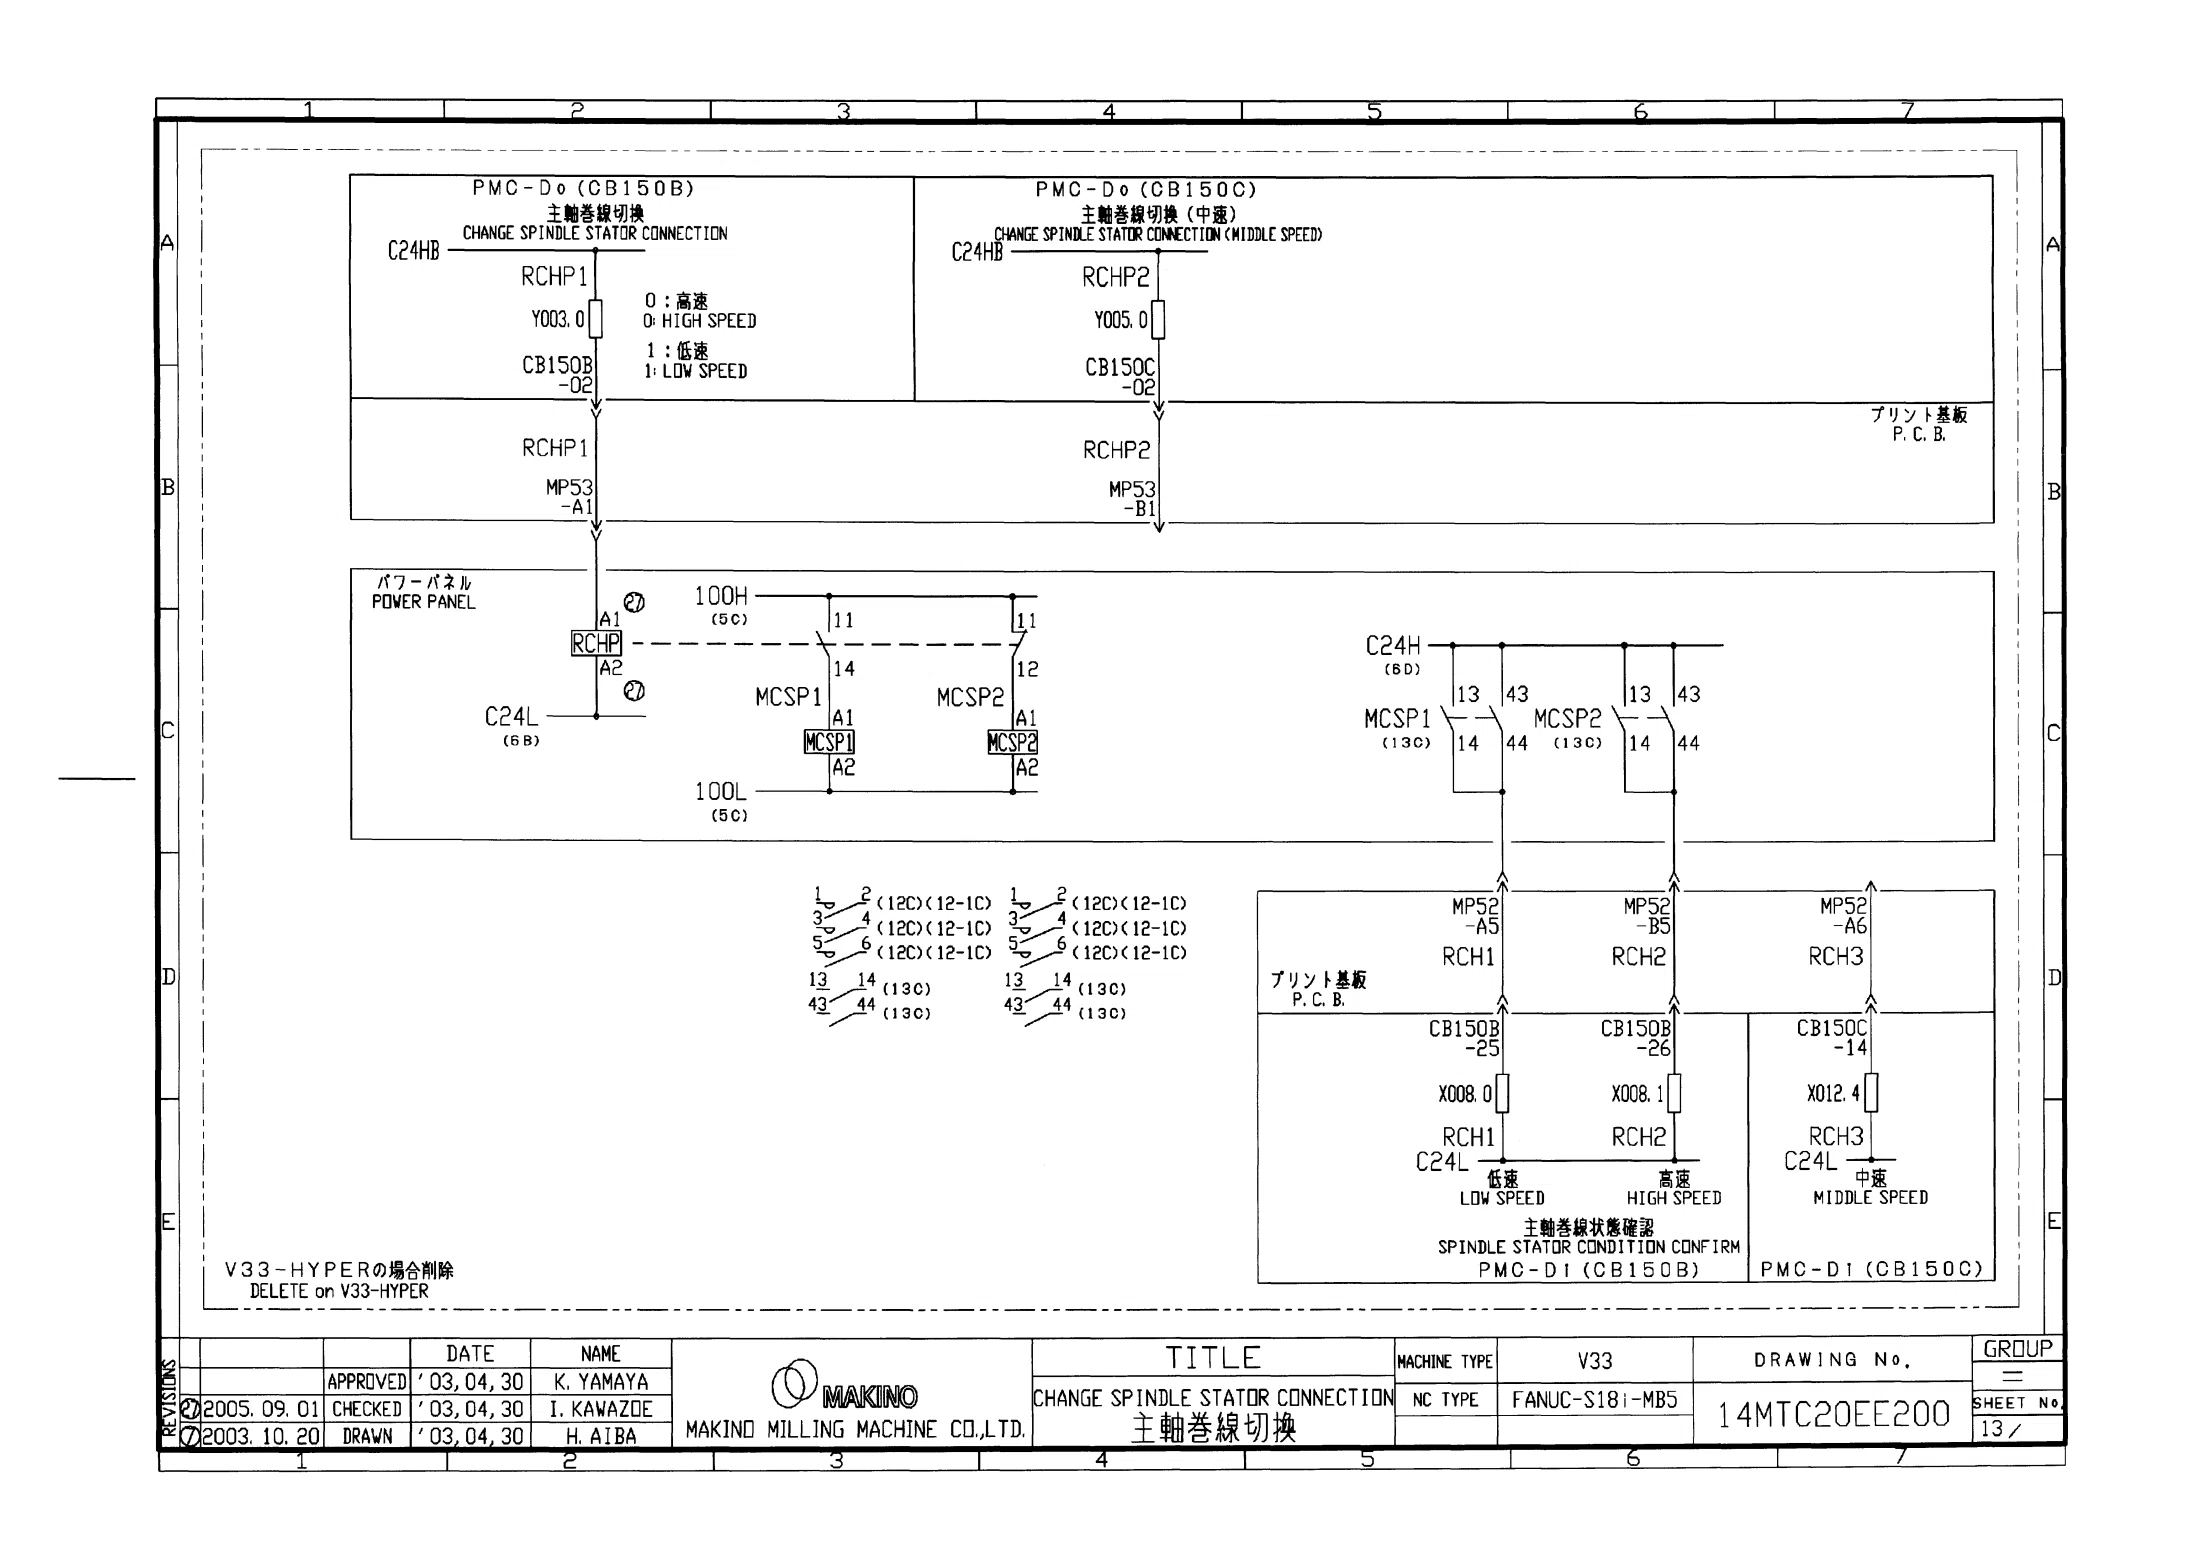 1 2 3 4 5 6 7
A A
B B
C C
D D
E E
PMC-Do(CB150B)
主軸巻線切換
CHANGE SPINDLE STATOR CONNECTION
C24HB
RCHP1
Y003.0
0:高速
0:HIGH SPEED
1:低速
1:LOW SPEED
CB150B
-02
PMC-Do(CB150C)
主軸巻線切換(中速)
CHANGE SPINDLE STATOR CONNECTION(MIDDLE SPEED)
C24HB
RCHP2
Y005.0
CB150C
-02
プリント基板
P.C.B.
RCHP1
MP53
-A1
RCHP2
MP53
-B1
パワーパネル
POWER PANEL
27
A1
RCHP
A2
27
C24L
(6B)
100H
(5C)
11
14
MCSP1
A1
MCSP1
A2
11
12
MCSP2
A1
MCSP2
A2
100L
(5C)
C24H
(6D)
13 43
MCSP1
(13C)
14 44
13 43
MCSP2
(13C)
14 44
1 2 (12C)(12-1C)
3 4 (12C)(12-1C)
5 6 (12C)(12-1C)
13 14 (13C)
43 44 (13C)
1 2 (12C)(12-1C)
3 4 (12C)(12-1C)
5 6 (12C)(12-1C)
13 14 (13C)
43 44 (13C)
プリント基板
P.C.B.
MP52
-A5
RCH1
MP52
-B5
RCH2
MP52
-A6
RCH3
CB150B
-25
X008.0
RCH1
C24L
低速
LOW SPEED
CB150B
-26
X008.1
RCH2
高速
HIGH SPEED
主軸巻線状態確認
SPINDLE STATOR CONDITION CONFIRM
PMC-Di(CB150B)
CB150C
-14
X012.4
RCH3
C24L
中速
MIDDLE SPEED
PMC-Di(CB150C)
V33-HYPERの場合削除
DELETE on V33-HYPER
REVISIONS
27 2005.09.01
7 2003.10.20
DATE NAME
APPROVED '03,04,30 K.YAMAYA
CHECKED '03,04,30 I.KAWAZOE
DRAWN '03,04,30 H.AIBA
MAKINO
MAKINO MILLING MACHINE CO.,LTD.
TITLE
CHANGE SPINDLE STATOR CONNECTION
主軸巻線切換
MACHINE TYPE V33
NC TYPE FANUC-S18i-MB5
DRAWING No.
14MTC20EE200
GROUP
=
SHEET No.
13/
1 2 3 4 5 6 7